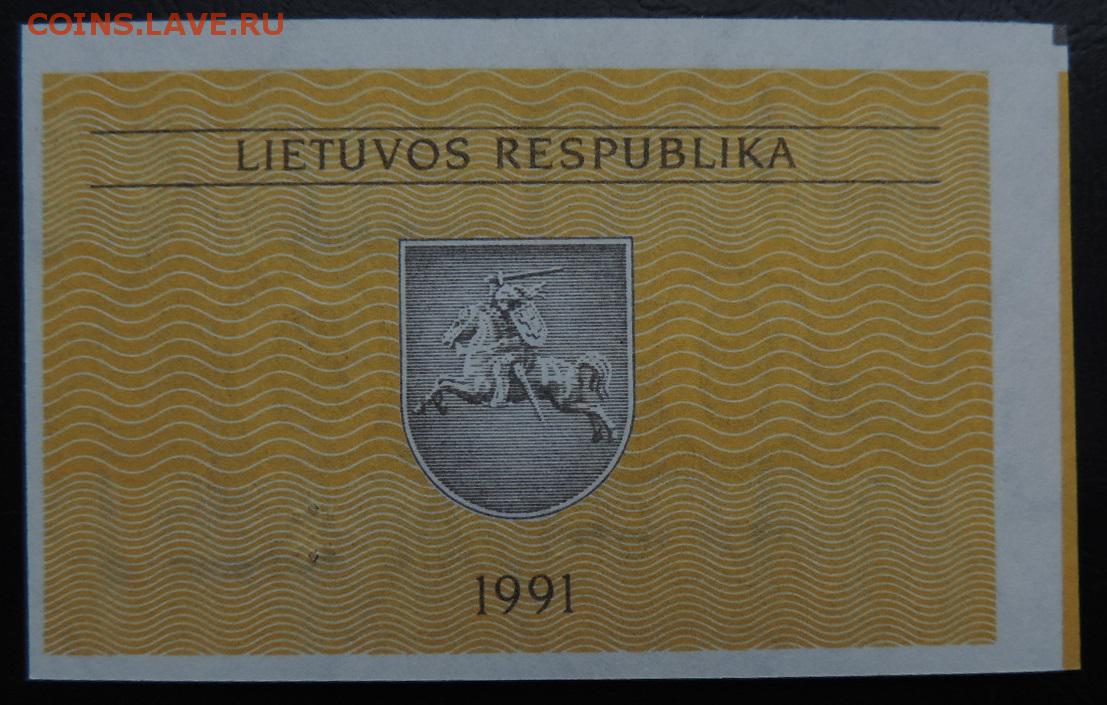 COINS.LAVE.RU
LIETUVOS RESPUBLIKA
1991